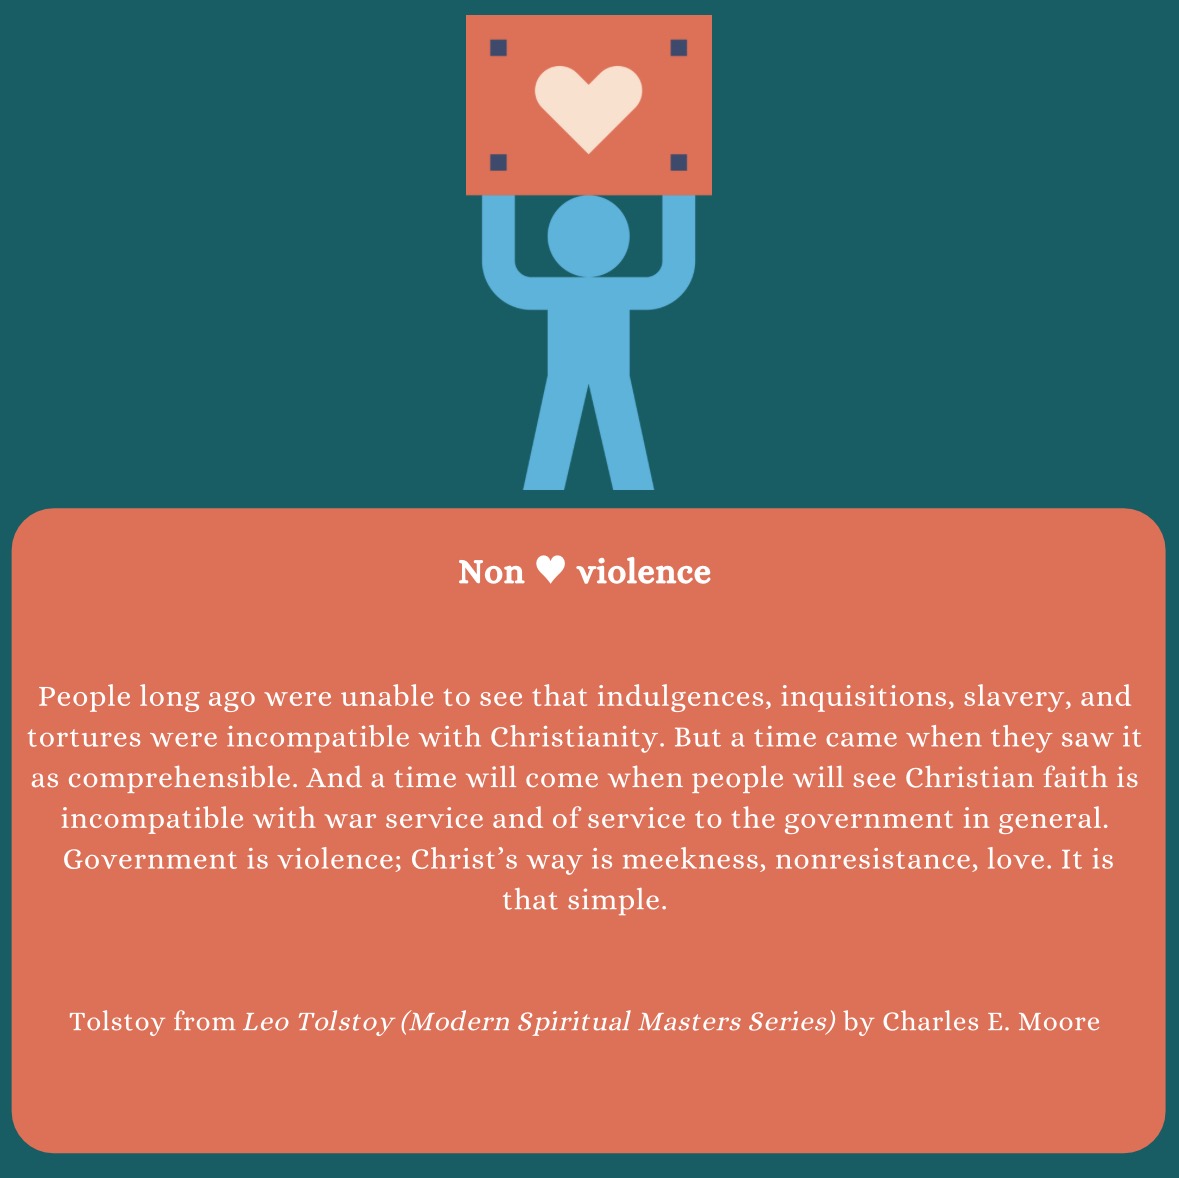 Non ♥ violence
People long ago were unable to see that indulgences, inquisitions, slavery, and
tortures were incompatible with Christianity. But a time came when they saw it
as comprehensible. And a time will come when people will see Christian faith is
incompatible with war service and of service to the government in general.
Government is violence; Christ’s way is meekness, nonresistance, love. It is
that simple.
Tolstoy from Leo Tolstoy (Modern Spiritual Masters Series) by Charles E. Moore